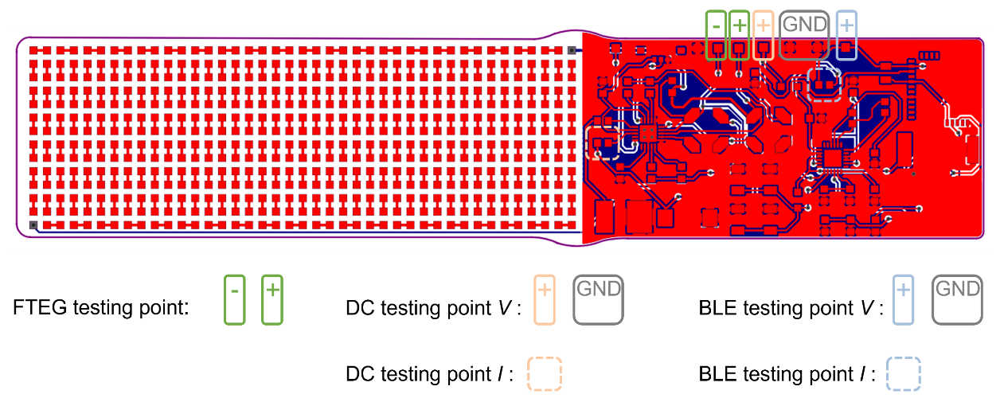 - + + GND +
FTEG testing point: - +
DC testing point V : + GND
BLE testing point V : + GND
DC testing point I :
BLE testing point I :